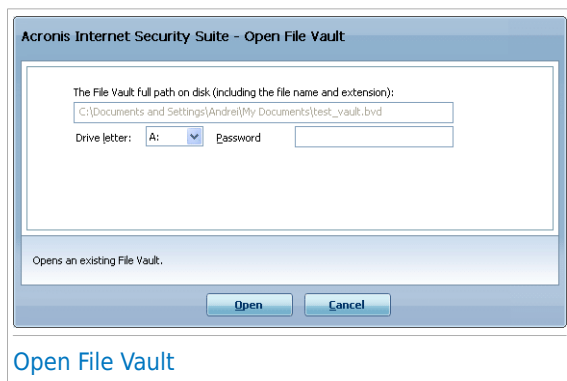 Acronis Internet Security Suite - Open File Vault
The File Vault full path on disk (including the file name and extension):
C:\Documents and Settings\Andrei\My Documents\test_vault.bvd
Drive letter: A: Password
Opens an existing File Vault.
Open Cancel
Open File Vault